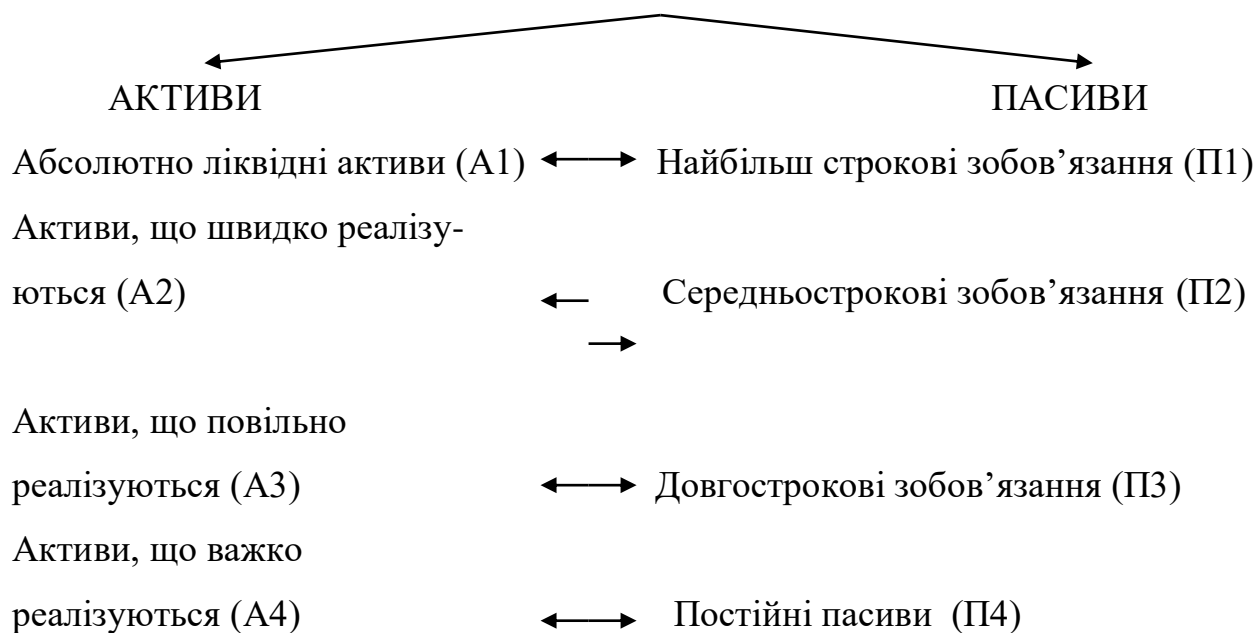 АКТИВИ ПАСИВИ
Абсолютно ліквідні активи (А1) Найбільш строкові зобов’язання (П1)
Активи, що швидко реалізу-
ються (А2) Середньострокові зобов’язання (П2)
Активи, що повільно
реалізуються (А3) Довгострокові зобов’язання (П3)
Активи, що важко
реалізуються (А4) Постійні пасиви (П4)